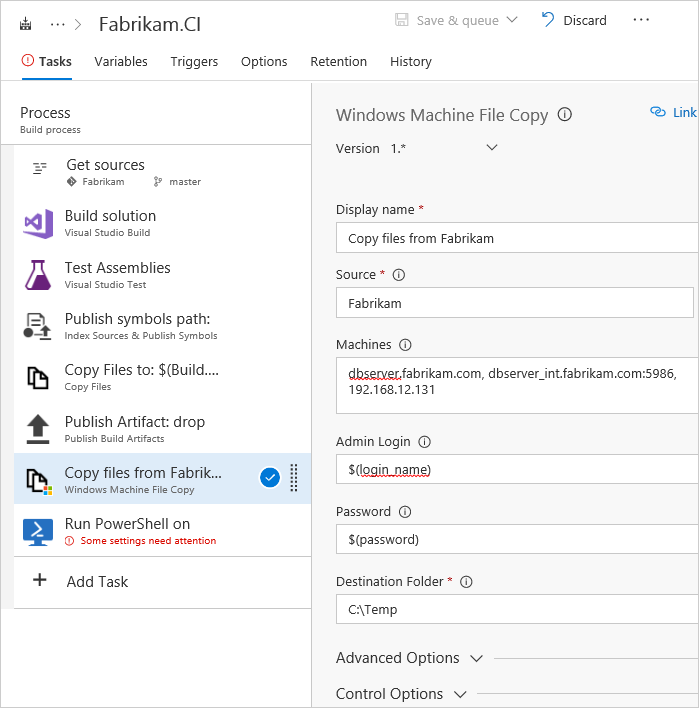 Fabrikam.CI
Save & queue
Discard
Tasks
Variables
Triggers
Options
Retention
History
Process
Build process
Get sources
Fabrikam
master
Build solution
Visual Studio Build
Test Assemblies
Visual Studio Test
Publish symbols path:
Index Sources & Publish Symbols
Copy Files to: $(Build....
Copy Files
Publish Artifact: drop
Publish Build Artifacts
Copy files from Fabrik...
Windows Machine File Copy
Run PowerShell on
Some settings need attention
Add Task
Windows Machine File Copy
Link
Version 1.*
Display name *
Copy files from Fabrikam
Source *
Fabrikam
Machines
dbserver.fabrikam.com, dbserver_int.fabrikam.com:5986,
192.168.12.131
Admin Login
$(login_name)
Password
$(password)
Destination Folder *
C:\Temp
Advanced Options
Control Options